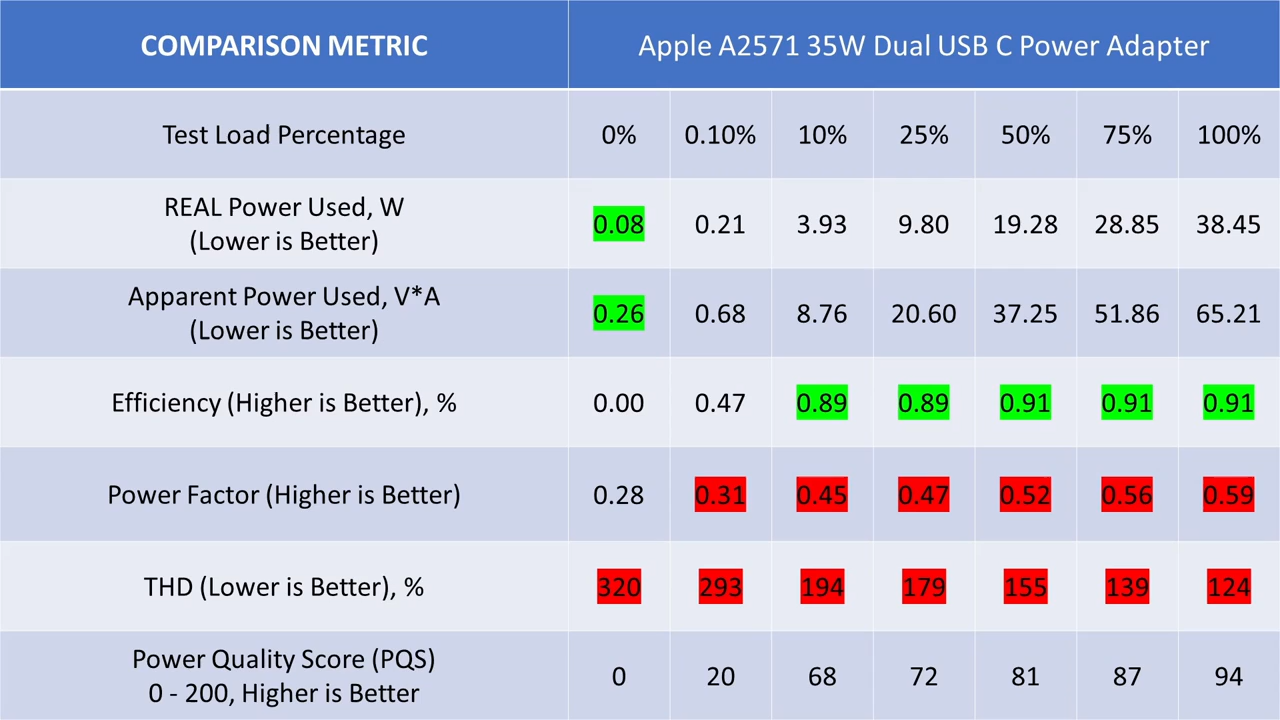 COMPARISON METRIC Apple A2571 35W Dual USB C Power Adapter
Test Load Percentage 0% 0.10% 10% 25% 50% 75% 100%
REAL Power Used, W
(Lower is Better) 0.08 0.21 3.93 9.80 19.28 28.85 38.45
Apparent Power Used, V*A
(Lower is Better) 0.26 0.68 8.76 20.60 37.25 51.86 65.21
Efficiency (Higher is Better), % 0.00 0.47 0.89 0.89 0.91 0.91 0.91
Power Factor (Higher is Better) 0.28 0.31 0.45 0.47 0.52 0.56 0.59
THD (Lower is Better), % 320 293 194 179 155 139 124
Power Quality Score (PQS)
0 - 200, Higher is Better 0 20 68 72 81 87 94